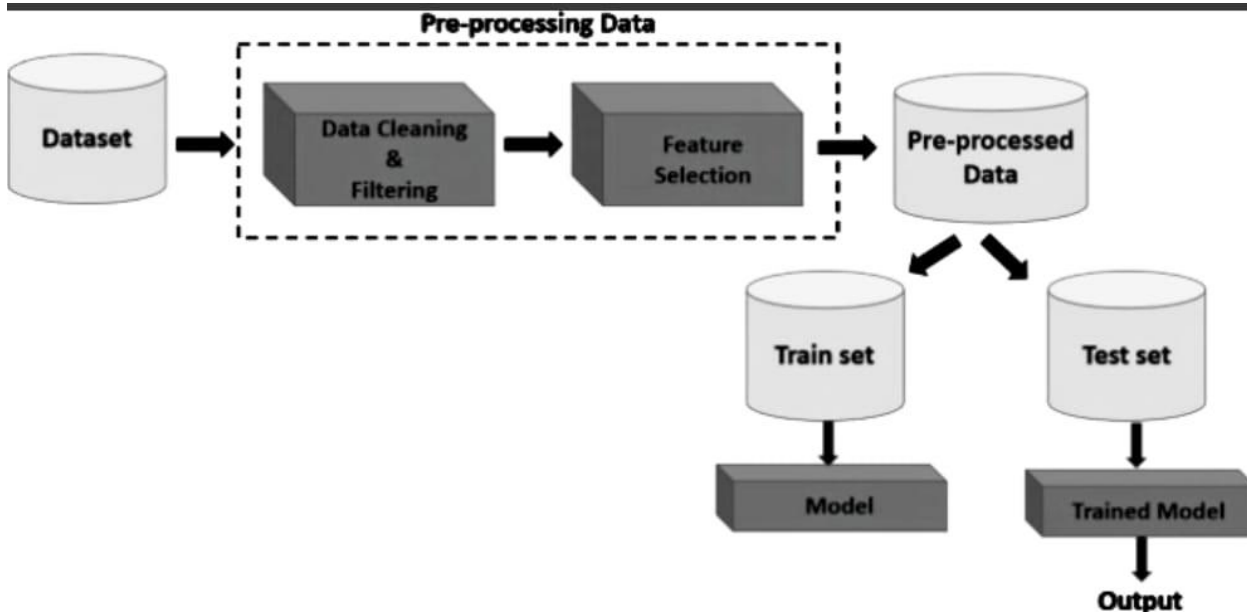 Pre-processing Data
Dataset
Data Cleaning
&
Filtering
Feature
Selection
Pre-processed
Data
Train set
Test set
Model
Trained Model
Output